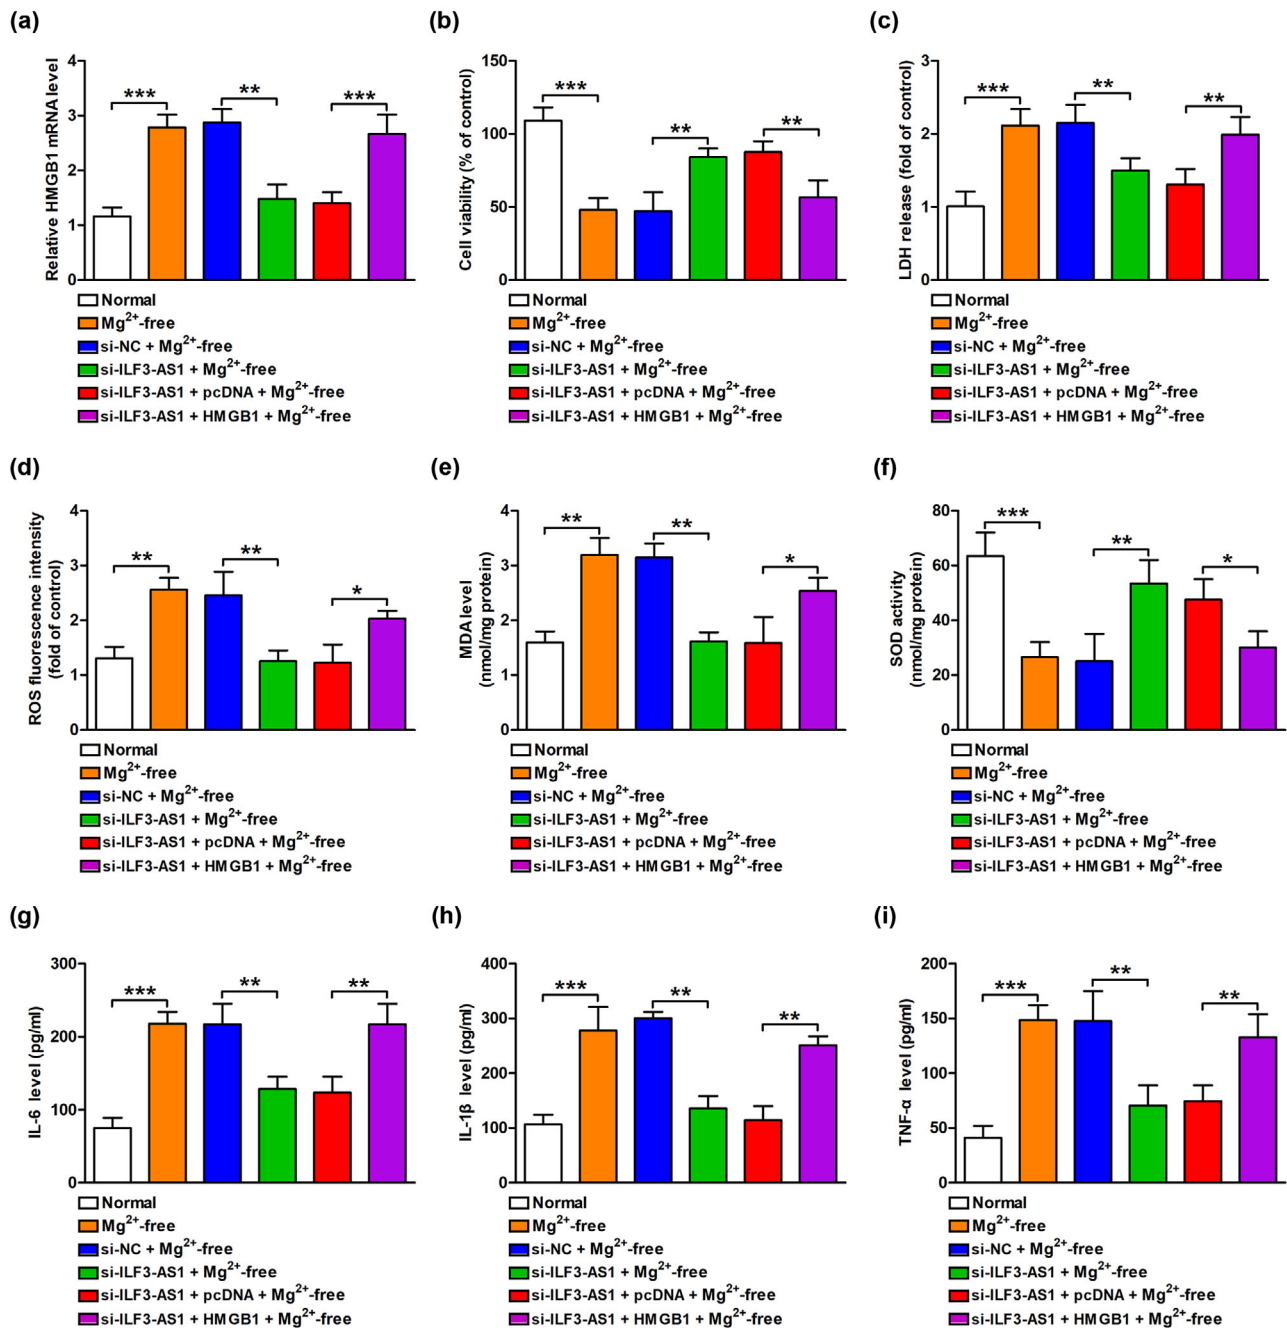 (a)
Relative HMGB1 mRNA level
4
3
2
1
0
***
**
***
Normal
Mg²⁺-free
si-NC + Mg²⁺-free
si-ILF3-AS1 + Mg²⁺-free
si-ILF3-AS1 + pcDNA + Mg²⁺-free
si-ILF3-AS1 + HMGB1 + Mg²⁺-free
(b)
Cell viability (% of control)
150
100
50
0
***
**
**
Normal
Mg²⁺-free
si-NC + Mg²⁺-free
si-ILF3-AS1 + Mg²⁺-free
si-ILF3-AS1 + pcDNA + Mg²⁺-free
si-ILF3-AS1 + HMGB1 + Mg²⁺-free
(c)
LDH release (fold of control)
3
2
1
0
***
**
**
Normal
Mg²⁺-free
si-NC + Mg²⁺-free
si-ILF3-AS1 + Mg²⁺-free
si-ILF3-AS1 + pcDNA + Mg²⁺-free
si-ILF3-AS1 + HMGB1 + Mg²⁺-free
(d)
ROS fluorescence intensity
(fold of control)
4
3
2
1
0
**
**
*
Normal
Mg²⁺-free
si-NC + Mg²⁺-free
si-ILF3-AS1 + Mg²⁺-free
si-ILF3-AS1 + pcDNA + Mg²⁺-free
si-ILF3-AS1 + HMGB1 + Mg²⁺-free
(e)
MDA level
(nmol/mg protein)
4
3
2
1
0
**
**
*
Normal
Mg²⁺-free
si-NC + Mg²⁺-free
si-ILF3-AS1 + Mg²⁺-free
si-ILF3-AS1 + pcDNA + Mg²⁺-free
si-ILF3-AS1 + HMGB1 + Mg²⁺-free
(f)
SOD activity
(nmol/mg protein)
80
60
40
20
0
***
**
*
Normal
Mg²⁺-free
si-NC + Mg²⁺-free
si-ILF3-AS1 + Mg²⁺-free
si-ILF3-AS1 + pcDNA + Mg²⁺-free
si-ILF3-AS1 + HMGB1 + Mg²⁺-free
(g)
IL-6 level (pg/ml)
300
200
100
0
***
**
**
Normal
Mg²⁺-free
si-NC + Mg²⁺-free
si-ILF3-AS1 + Mg²⁺-free
si-ILF3-AS1 + pcDNA + Mg²⁺-free
si-ILF3-AS1 + HMGB1 + Mg²⁺-free
(h)
IL-1β level (pg/ml)
400
300
200
100
0
***
**
**
Normal
Mg²⁺-free
si-NC + Mg²⁺-free
si-ILF3-AS1 + Mg²⁺-free
si-ILF3-AS1 + pcDNA + Mg²⁺-free
si-ILF3-AS1 + HMGB1 + Mg²⁺-free
(i)
TNF-α level (pg/ml)
200
150
100
50
0
***
**
**
Normal
Mg²⁺-free
si-NC + Mg²⁺-free
si-ILF3-AS1 + Mg²⁺-free
si-ILF3-AS1 + pcDNA + Mg²⁺-free
si-ILF3-AS1 + HMGB1 + Mg²⁺-free